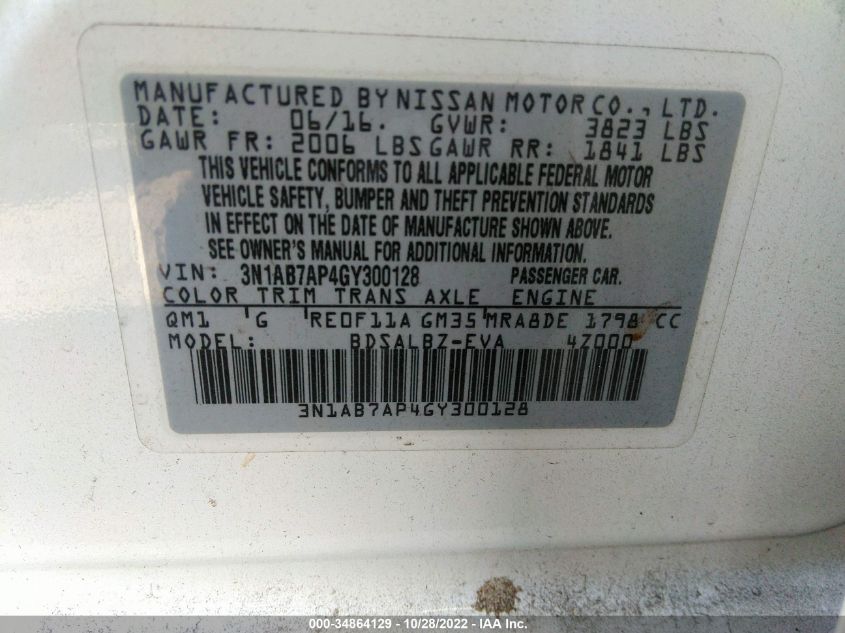 MANUFACTURED BY NISSAN MOTOR CO., LTD.
DATE: 06/16. GVWR: 3823 LBS
GAWR FR: 2006 LBS GAWR RR: 1841 LBS
THIS VEHICLE CONFORMS TO ALL APPLICABLE FEDERAL MOTOR
VEHICLE SAFETY, BUMPER AND THEFT PREVENTION STANDARDS
IN EFFECT ON THE DATE OF MANUFACTURE SHOWN ABOVE.
SEE OWNER'S MANUAL FOR ADDITIONAL INFORMATION.
VIN: 3N1AB7AP4GY300128 PASSENGER CAR.
COLOR TRIM TRANS AXLE ENGINE
QM1 G RE0F11A GM35 MRA8DE 1798 CC
MODEL: BDSALBZ-EVA 4Z000
3N1AB7AP4GY300128
000-34864129 - 10/28/2022 - IAA Inc.